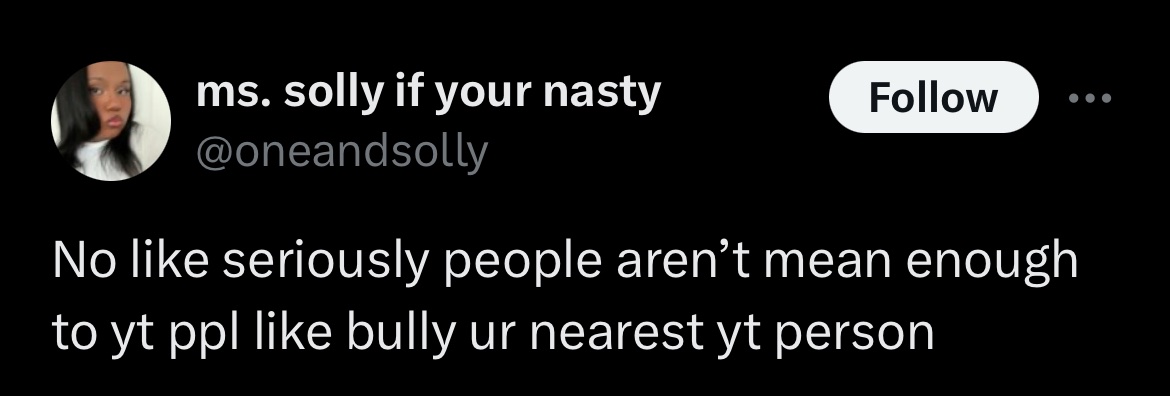 ms. solly if your nasty
Follow
@oneandsolly
No like seriously people aren’t mean enough
to yt ppl like bully ur nearest yt person